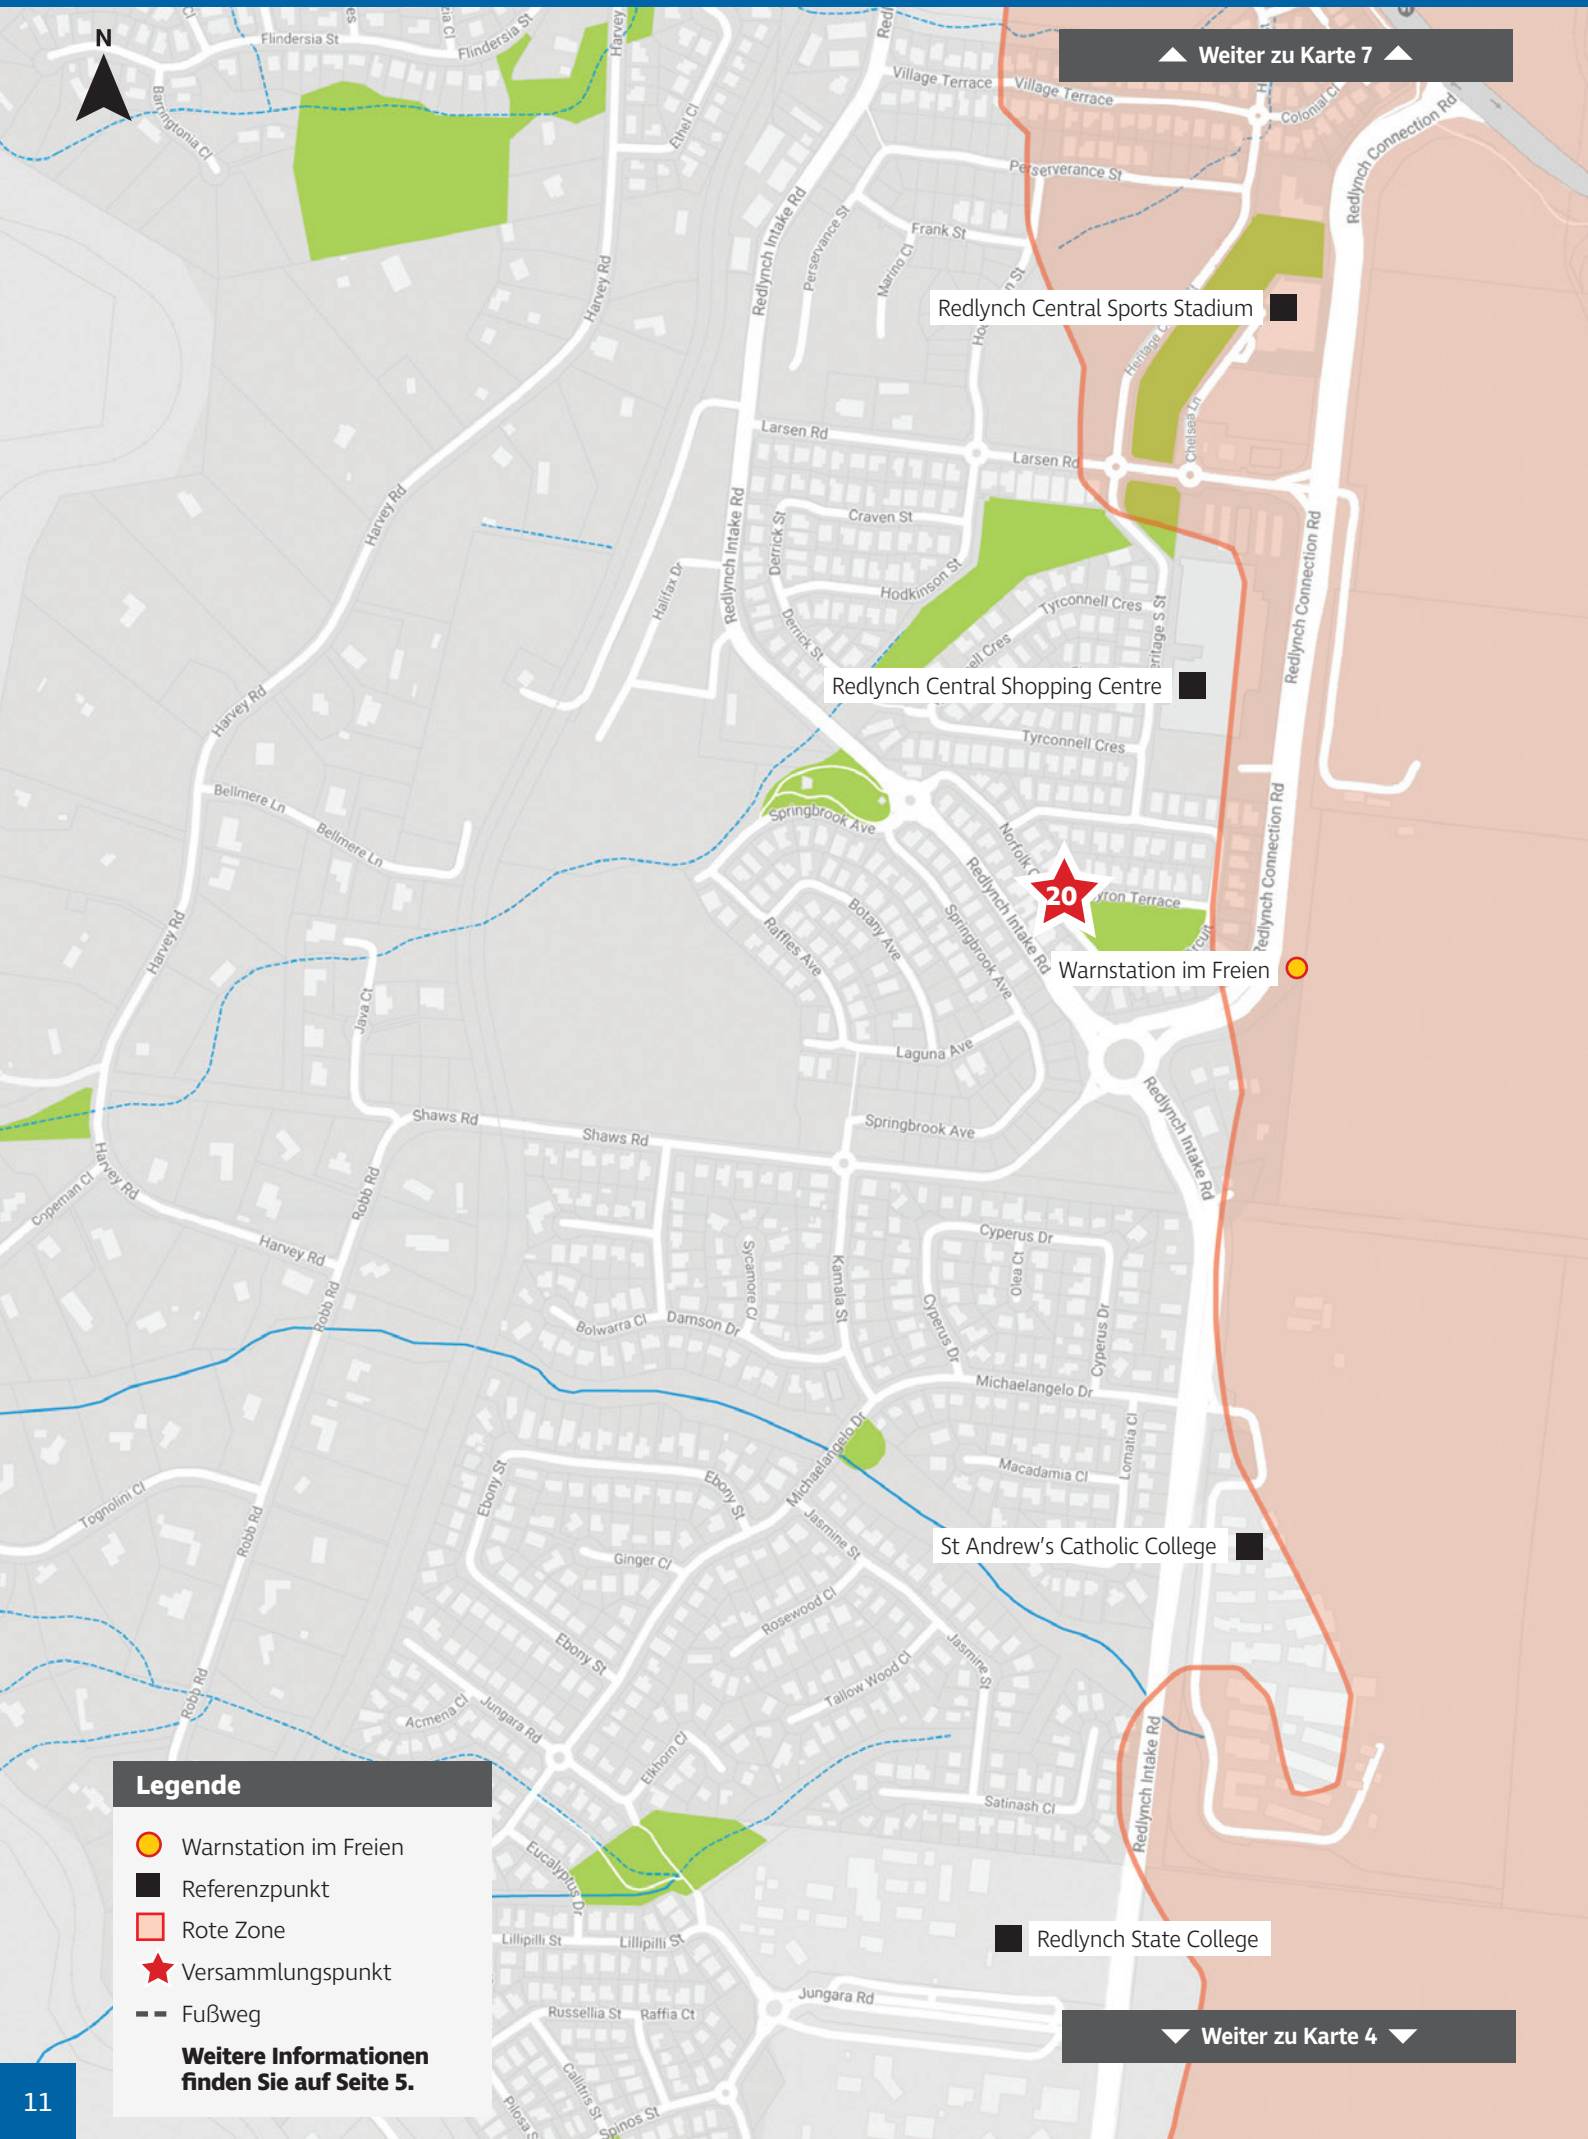 N
Flindersia St
Flindersia St
Harvey
Village Terrace
Village Terrace
Weiter zu Karte 7
Colonial Cl
Redlynch Connection Rd
Barringtonia Cl
Ethel Cl
Perserverance St
Redlynch Intake Rd
Perservance St
Frank St
Marino Cl
Harvey Rd
Redlynch Central Sports Stadium
Chelsea Ln
Larsen Rd
Larsen Rd
Harvey Rd
Redlynch Intake Rd
Derrick St
Craven St
Redlynch Connection Rd
Halifax Dr
Hodkinson St
Tyrconnell Cres
Derrick St
Redlynch Central Shopping Centre
Harvey Rd
Tyrconnell Cres
Bellmere Ln
Bellmere Ln
Springbrook Ave
Redlynch Connection Rd
20
Harvey Rd
Raffles Ave
Botany Ave
Springbrook Ave
Redlynch Intake Rd
Warnstation im Freien
Java Ct
Laguna Ave
Shaws Rd
Shaws Rd
Springbrook Ave
Redlynch Intake Rd
Harvey Rd
Copeman Cl
Robb Rd
Harvey Rd
Robb Rd
Sycamore Cl
Kamala St
Cyperus Dr
Olea Ct
Cyperus Dr
Cyperus Dr
Bolwarra Cl
Damson Dr
Michaelangelo Dr
Michaelangelo Dr
Lomatia Cl
Macadamia Cl
Ebony St
Ebony St
Tognolini Cl
Robb Rd
Jasmine St
Ginger Cl
St Andrew’s Catholic College
Rosewood Cl
Ebony St
Jasmine St
Tallow Wood Cl
Robb Rd
Acmena Cl
Jungara Rd
Elkhorn Cl
Redlynch Intake Rd
Satinash Cl
Eucalyptus Dr
Lillipilli St
Lillipilli St
Redlynch State College
Jungara Rd
Russellia St
Raffia Ct
Weiter zu Karte 4
Callitris St
Spinos St
Legende
Warnstation im Freien
Referenzpunkt
Rote Zone
Versammlungspunkt
Fußweg
Weitere Informationen
finden Sie auf Seite 5.
11